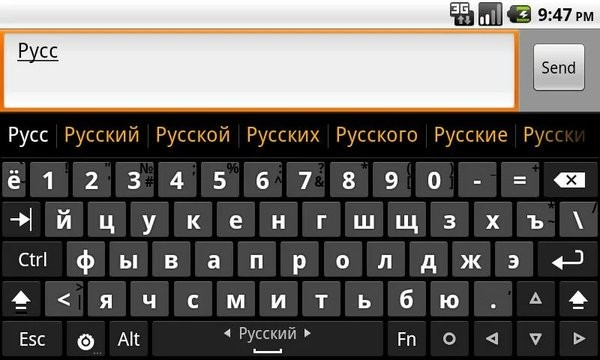 3G 9:47 PM
Русс
Send
Русс Русский Русской Русских Русского Русские Русски
ё 1 ! 2 " 3 № # 4 ; 5 % 6 : ^ 7 ? & 8 * 9 ( 0 ) - _ = +
й ц у к е н г ш щ з х ъ \ /
Ctrl ф ы в а п р о л д ж э
< > | я ч с м и т ь б ю . ,
Esc Alt Русский Fn